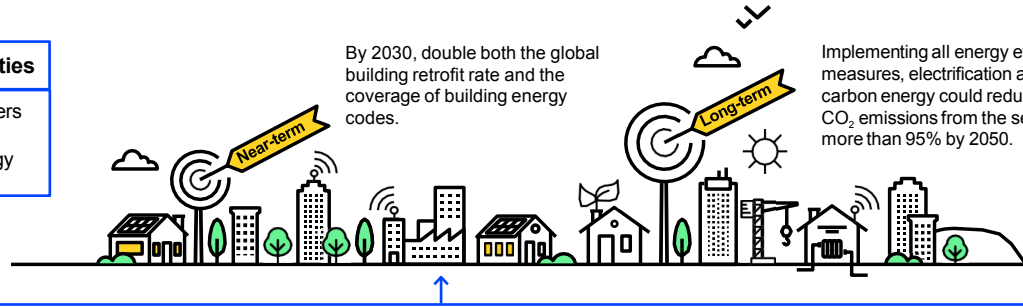 ties
ers
gy
Near-term
By 2030, double both the global
building retrofit rate and the
coverage of building energy
codes.
Long-term
Implementing all energy e
measures, electrification a
carbon energy could redu
CO₂ emissions from the se
more than 95% by 2050.